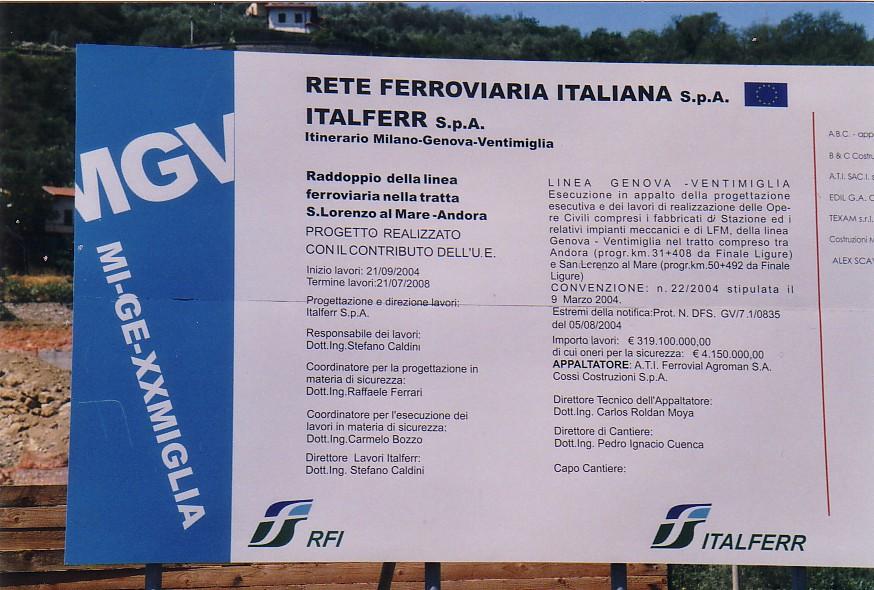 MGV
MI-GE-XXMIGLIA
RETE FERROVIARIA ITALIANA S.p.A.
ITALFERR S.p.A.
Itinerario Milano-Genova-Ventimiglia
Raddoppio della linea
ferroviaria nella tratta
S.Lorenzo al Mare -Andora
PROGETTO REALIZZATO
CON IL CONTRIBUTO DELL'U.E.
Inizio lavori: 21/09/2004
Termine lavori:21/07/2008
Progettazione e direzione lavori:
Italferr S.p.A.
Responsabile dei lavori:
Dott.Ing.Stefano Caldini
Coordinatore per la progettazione in
materia di sicurezza:
Dott.Ing.Raffaele Ferrari
Coordinatore per l'esecuzione dei
lavori in materia di sicurezza:
Dott.Ing.Carmelo Bozzo
Direttore Lavori Italferr:
Dott.Ing. Stefano Caldini
RFI
LINEA GENOVA -VENTIMIGLIA
Esecuzione in appalto della progettazione
esecutiva e dei lavori di realizzazione delle Ope-
re Civili compresi i fabbricati di Stazione ed i
relativi impianti meccanici e di LFM, della linea
Genova - Ventimiglia nel tratto compreso tra
Andora (progr. km. 31+408 da Finale Ligure)
e San Lorenzo al Mare (progr.km.50+492 da Finale
Ligure)
CONVENZIONE: n. 22/2004 stipulata il
9 Marzo 2004.
Estremi della notifica:Prot. N. DFS. GV/7.1/0835
del 05/08/2004
Importo lavori: € 319.100.000,00
di cui oneri per la sicurezza: € 4.150.000,00
APPALTATORE: A.T.I. Ferrovial Agroman S.A.
Cossi Costruzioni S.p.A.
Direttore Tecnico dell'Appaltatore:
Dott.Ing. Carlos Roldan Moya
Direttore di Cantiere:
Dott.Ing. Pedro Ignacio Cuenca
Capo Cantiere:
ITALFERR
A.B.C. - app
B & C Costru
A.T.I. SAC.I. s
EDIL G.A. C
TEXAM s.r.l.
Costruzioni M
ALEX SCAV